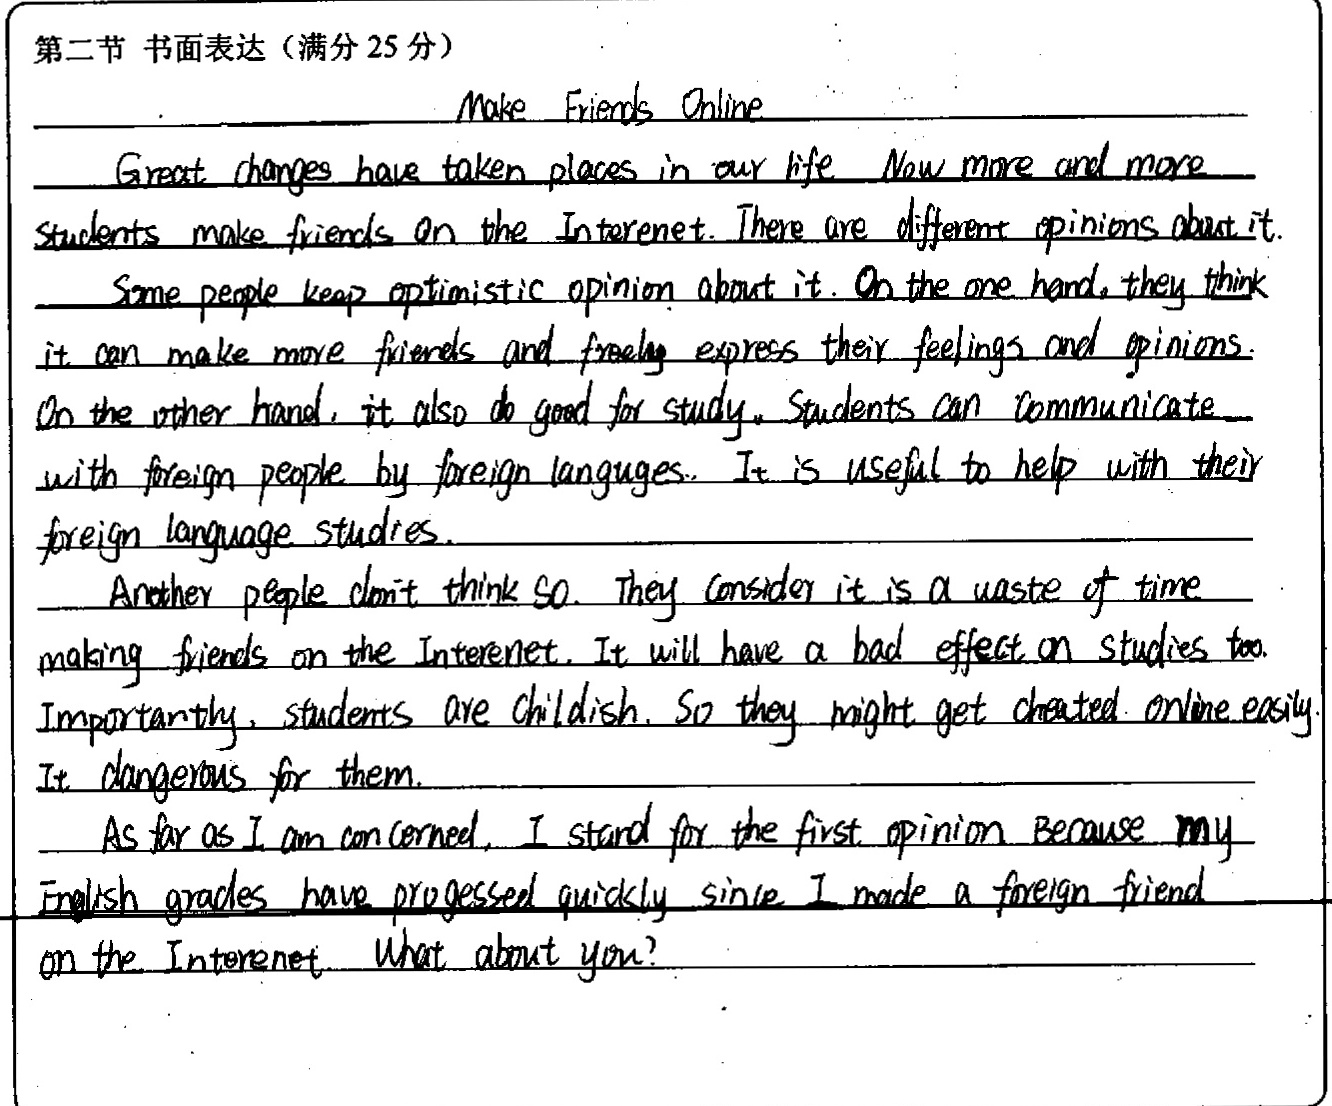 第二节 书面表达（满分 25 分）
Make Friends Online
Great changes have taken places in our life Now more and more
students make friends on the Interenet. There are different opinions about it.
Some people keap optimistic opinion about it. On the one hand, they think
it can make more friends and freely express their feelings and opinions.
On the other hand, it also do good for study. Students can communicate
with foreign people by foreign languges. It is useful to help with their
foreign language studies.
Another people don't think so. They consider it is a waste of time
making friends on the Interenet. It will have a bad effect on studies too.
Importantly, students are childish. So they might get cheated online easily.
It dangerous for them.
As far as I am concerned, I stand for the first opinion Because my
English grades have progessed quickly since I made a foreign friend
on the Interenet What about you?